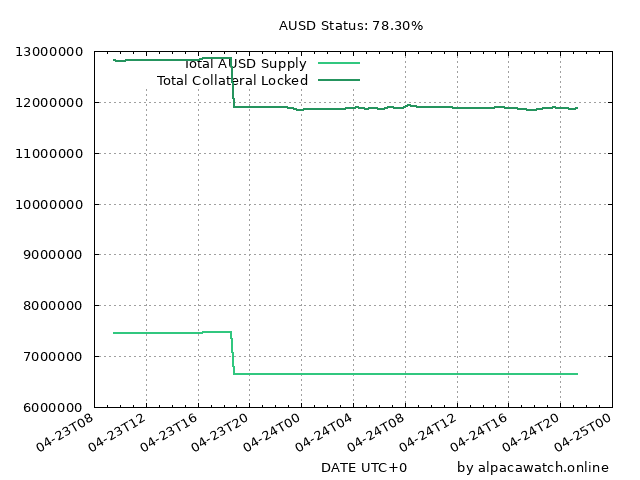 AUSD Status: 78.30%
13000000
12000000
11000000
10000000
9000000
8000000
7000000
6000000
Total AUSD Supply
Total Collateral Locked
04-23T08
04-23T12
04-23T16
04-23T20
04-24T00
04-24T04
04-24T08
04-24T12
04-24T16
04-24T20
04-25T00
DATE UTC+0
by alpacawatch.online